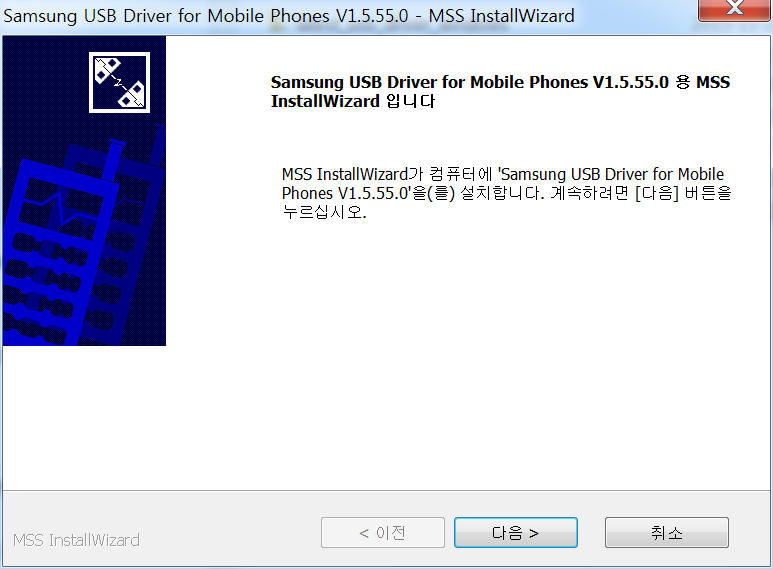 Samsung USB Driver for Mobile Phones V1.5.55.0 - MSS InstallWizard
Samsung USB Driver for Mobile Phones V1.5.55.0 용 MSS
InstallWizard 입니다
MSS InstallWizard가 컴퓨터에 'Samsung USB Driver for Mobile
Phones V1.5.55.0'을(를) 설치합니다. 계속하려면 [다음] 버튼을
누르십시오.
MSS InstallWizard
< 이전
다음 >
취소